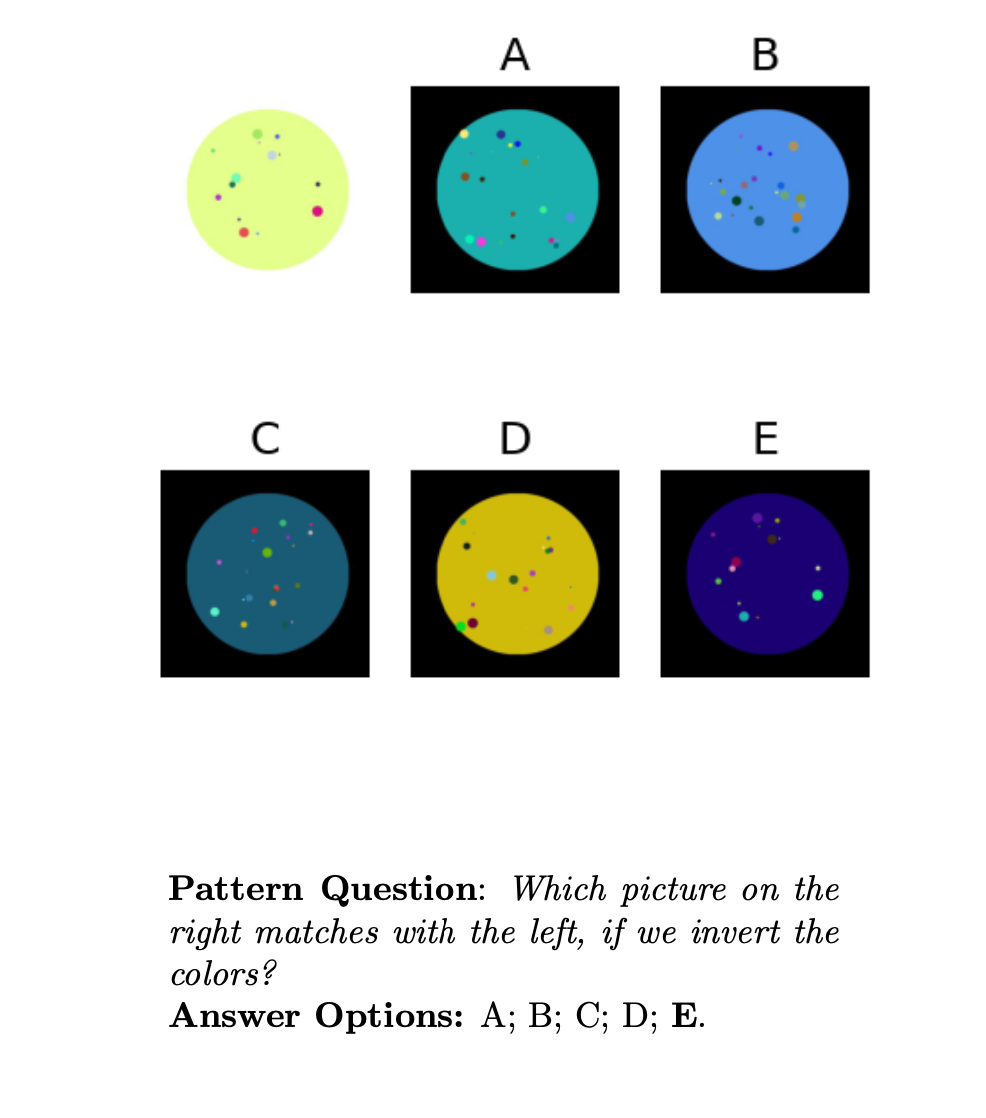 A
B
C
D
E
Pattern Question: Which picture on the
right matches with the left, if we invert the
colors?
Answer Options: A; B; C; D; E.